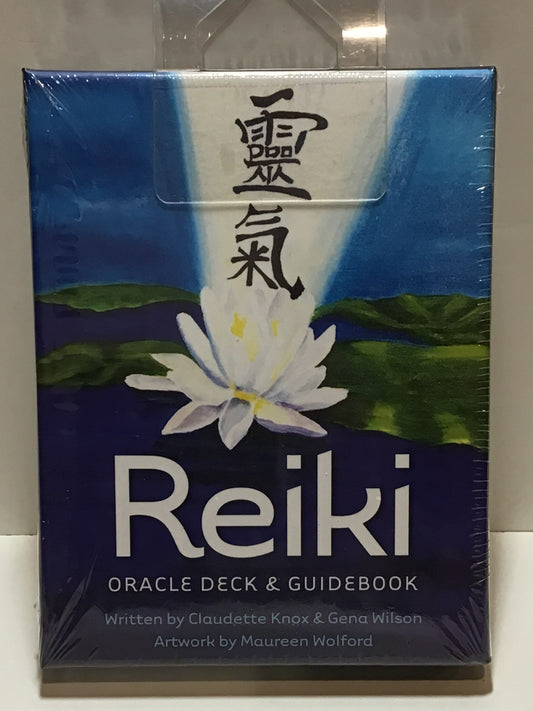 靈
氣
Reiki
ORACLE DECK & GUIDEBOOK
Written by Claudette Knox & Gena Wilson
Artwork by Maureen Wolford